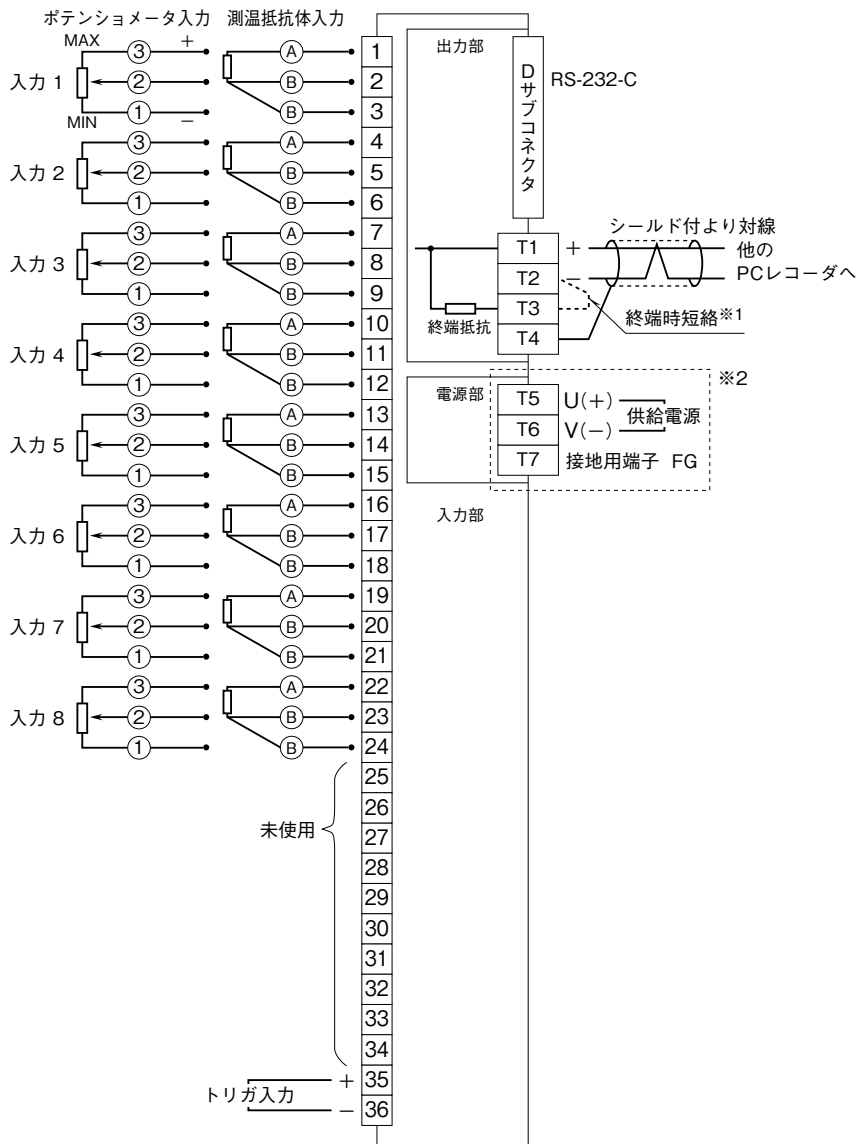 ポテンショメータ入力 測温抵抗体入力
入力 1 MAX 3 + A 1
2 B 2
MIN 1 − B 3
入力 2 3 A 4
2 B 5
1 B 6
入力 3 3 A 7
2 B 8
1 B 9
入力 4 3 A 10
2 B 11
1 B 12
入力 5 3 A 13
2 B 14
1 B 15
入力 6 3 A 16
2 B 17
1 B 18
入力 7 3 A 19
2 B 20
1 B 21
入力 8 3 A 22
2 B 23
1 B 24
未使用
25
26
27
28
29
30
31
32
33
34
トリガ入力
+ 35
− 36
出力部
Dサブコネクタ
RS-232-C
シールド付より対線
T1 +
T2 −
T3
T4
他の
PCレコーダへ
終端抵抗
終端時短絡※1
電源部
※2
T5 U(+)
T6 V(−)
供給電源
T7 接地用端子 FG
入力部